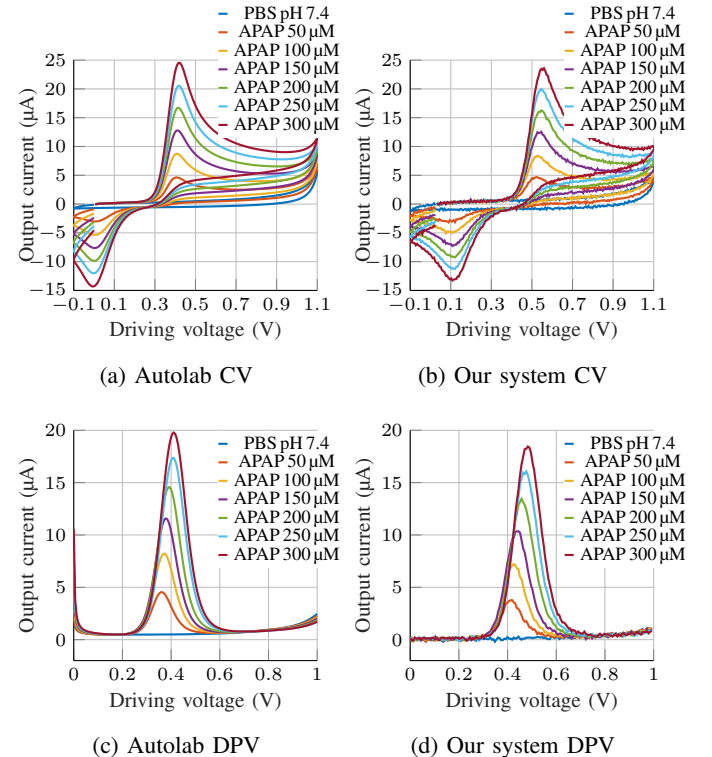 PBS pH 7.4
APAP 50 µM
APAP 100 µM
APAP 150 µM
APAP 200 µM
APAP 250 µM
APAP 300 µM
25
20
15
10
5
0
−5
−10
−15
Output current (µA)
−0.1 0.1 0.3 0.5 0.7 0.9 1.1
Driving voltage (V)
(a) Autolab CV
PBS pH 7.4
APAP 50 µM
APAP 100 µM
APAP 150 µM
APAP 200 µM
APAP 250 µM
APAP 300 µM
25
20
15
10
5
0
−5
−10
−15
Output current (µA)
−0.1 0.1 0.3 0.5 0.7 0.9 1.1
Driving voltage (V)
(b) Our system CV
PBS pH 7.4
APAP 50 µM
APAP 100 µM
APAP 150 µM
APAP 200 µM
APAP 250 µM
APAP 300 µM
20
15
10
5
0
Output current (µA)
0 0.2 0.4 0.6 0.8 1
Driving voltage (V)
(c) Autolab DPV
PBS pH 7.4
APAP 50 µM
APAP 100 µM
APAP 150 µM
APAP 200 µM
APAP 250 µM
APAP 300 µM
20
15
10
5
0
Output current (µA)
0 0.2 0.4 0.6 0.8 1
Driving voltage (V)
(d) Our system DPV